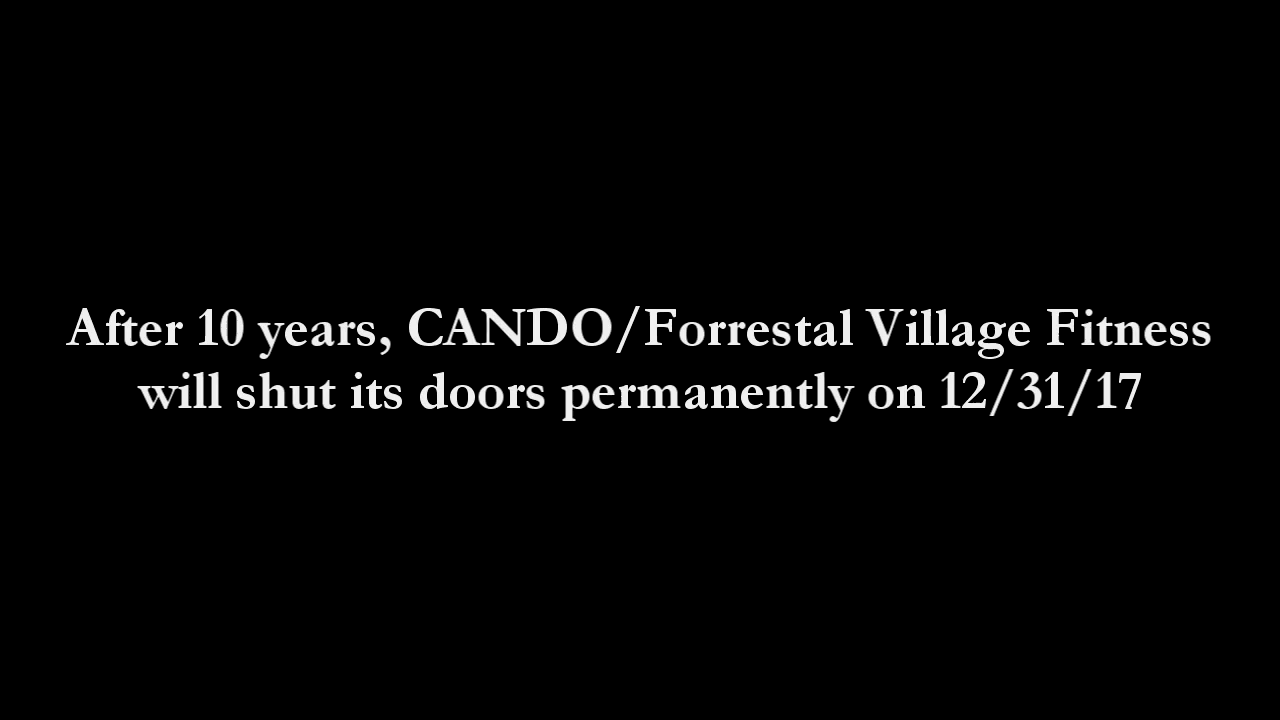 After 10 years, CANDO/Forrestal Village Fitness
will shut its doors permanently on 12/31/17